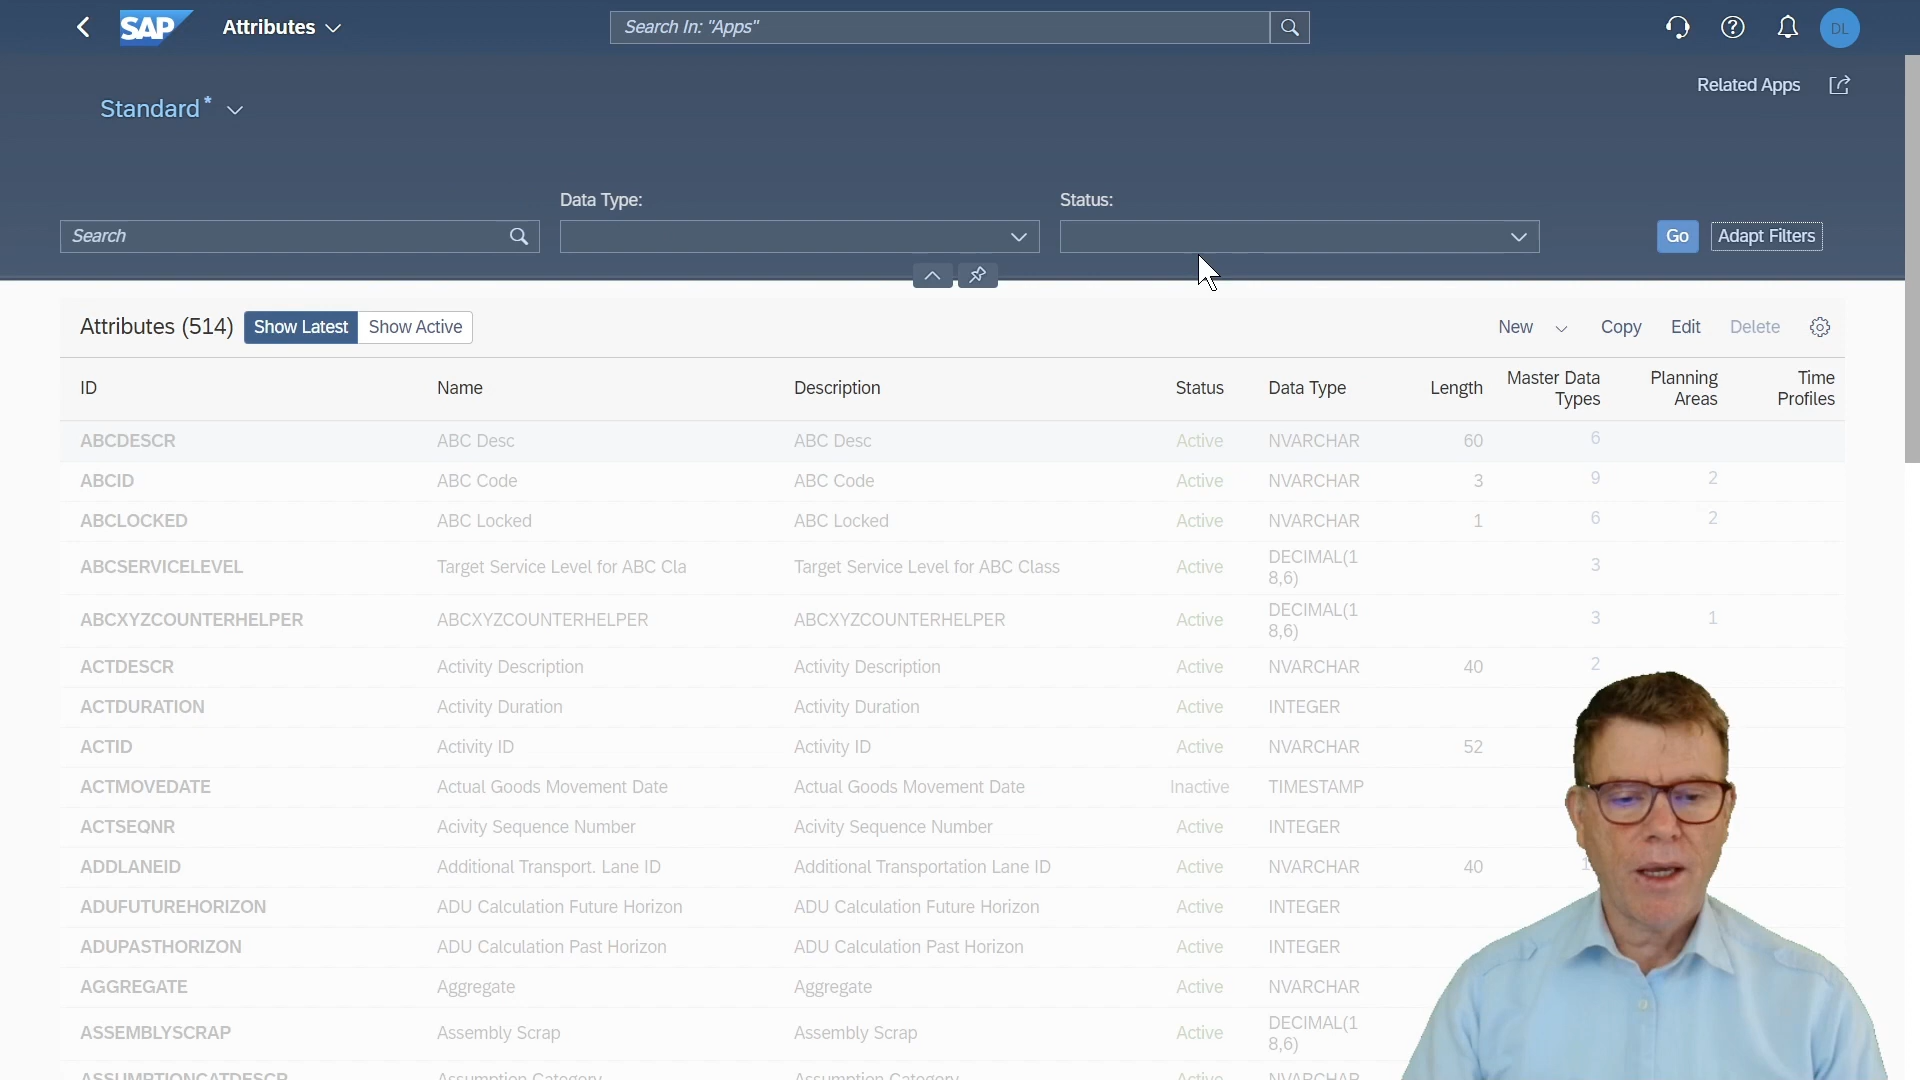 SAP Attributes Search In: "Apps" DL
Related Apps
Standard *
Data Type: Status:
Search Go Adapt Filters
Attributes (514) Show Latest Show Active New Copy Edit Delete
ID Name Description Status Data Type Length Master Data Types Planning Areas Time Profiles
ABCDESCR ABC Desc ABC Desc Active NVARCHAR 60 6
ABCID ABC Code ABC Code Active NVARCHAR 3 9 2
ABCLOCKED ABC Locked ABC Locked Active NVARCHAR 1 6 2
ABCSERVICELEVEL Target Service Level for ABC Cla Target Service Level for ABC Class Active DECIMAL(18,6) 3
ABCXYZCOUNTERHELPER ABCXYZCOUNTERHELPER ABCXYZCOUNTERHELPER Active DECIMAL(18,6) 3 1
ACTDESCR Activity Description Activity Description Active NVARCHAR 40 2
ACTDURATION Activity Duration Activity Duration Active INTEGER
ACTID Activity ID Activity ID Active NVARCHAR 52
ACTMOVEDATE Actual Goods Movement Date Actual Goods Movement Date Inactive TIMESTAMP
ACTSEQNR Acivity Sequence Number Acivity Sequence Number Active INTEGER
ADDLANEID Additional Transport. Lane ID Additional Transportation Lane ID Active NVARCHAR 40
ADUFUTUREHORIZON ADU Calculation Future Horizon ADU Calculation Future Horizon Active INTEGER
ADUPASTHORIZON ADU Calculation Past Horizon ADU Calculation Past Horizon Active INTEGER
AGGREGATE Aggregate Aggregate Active NVARCHAR
ASSEMBLYSCRAP Assembly Scrap Assembly Scrap Active DECIMAL(18,6)
ASSUMPTIONCATDESCR Assumption Category Assumption Category Active NVARCHAR